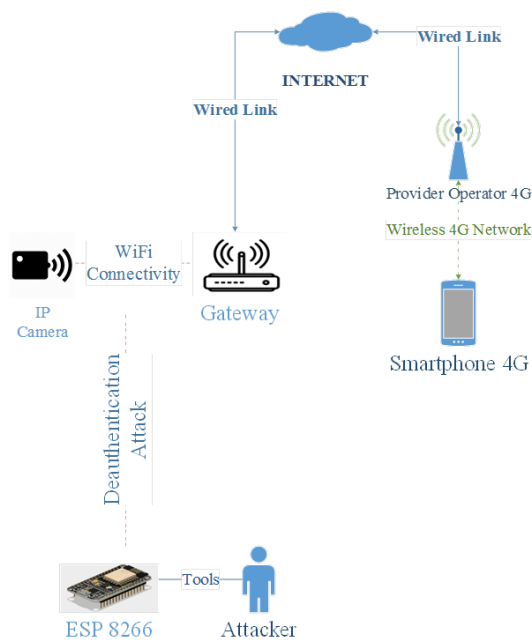 Wired Link
INTERNET
Wired Link
Provider Operator 4G
Wireless 4G Network
WiFi
Connectivity
IP
Camera
Gateway
Smartphone 4G
Deauthentication
Attack
Tools
ESP 8266
Attacker